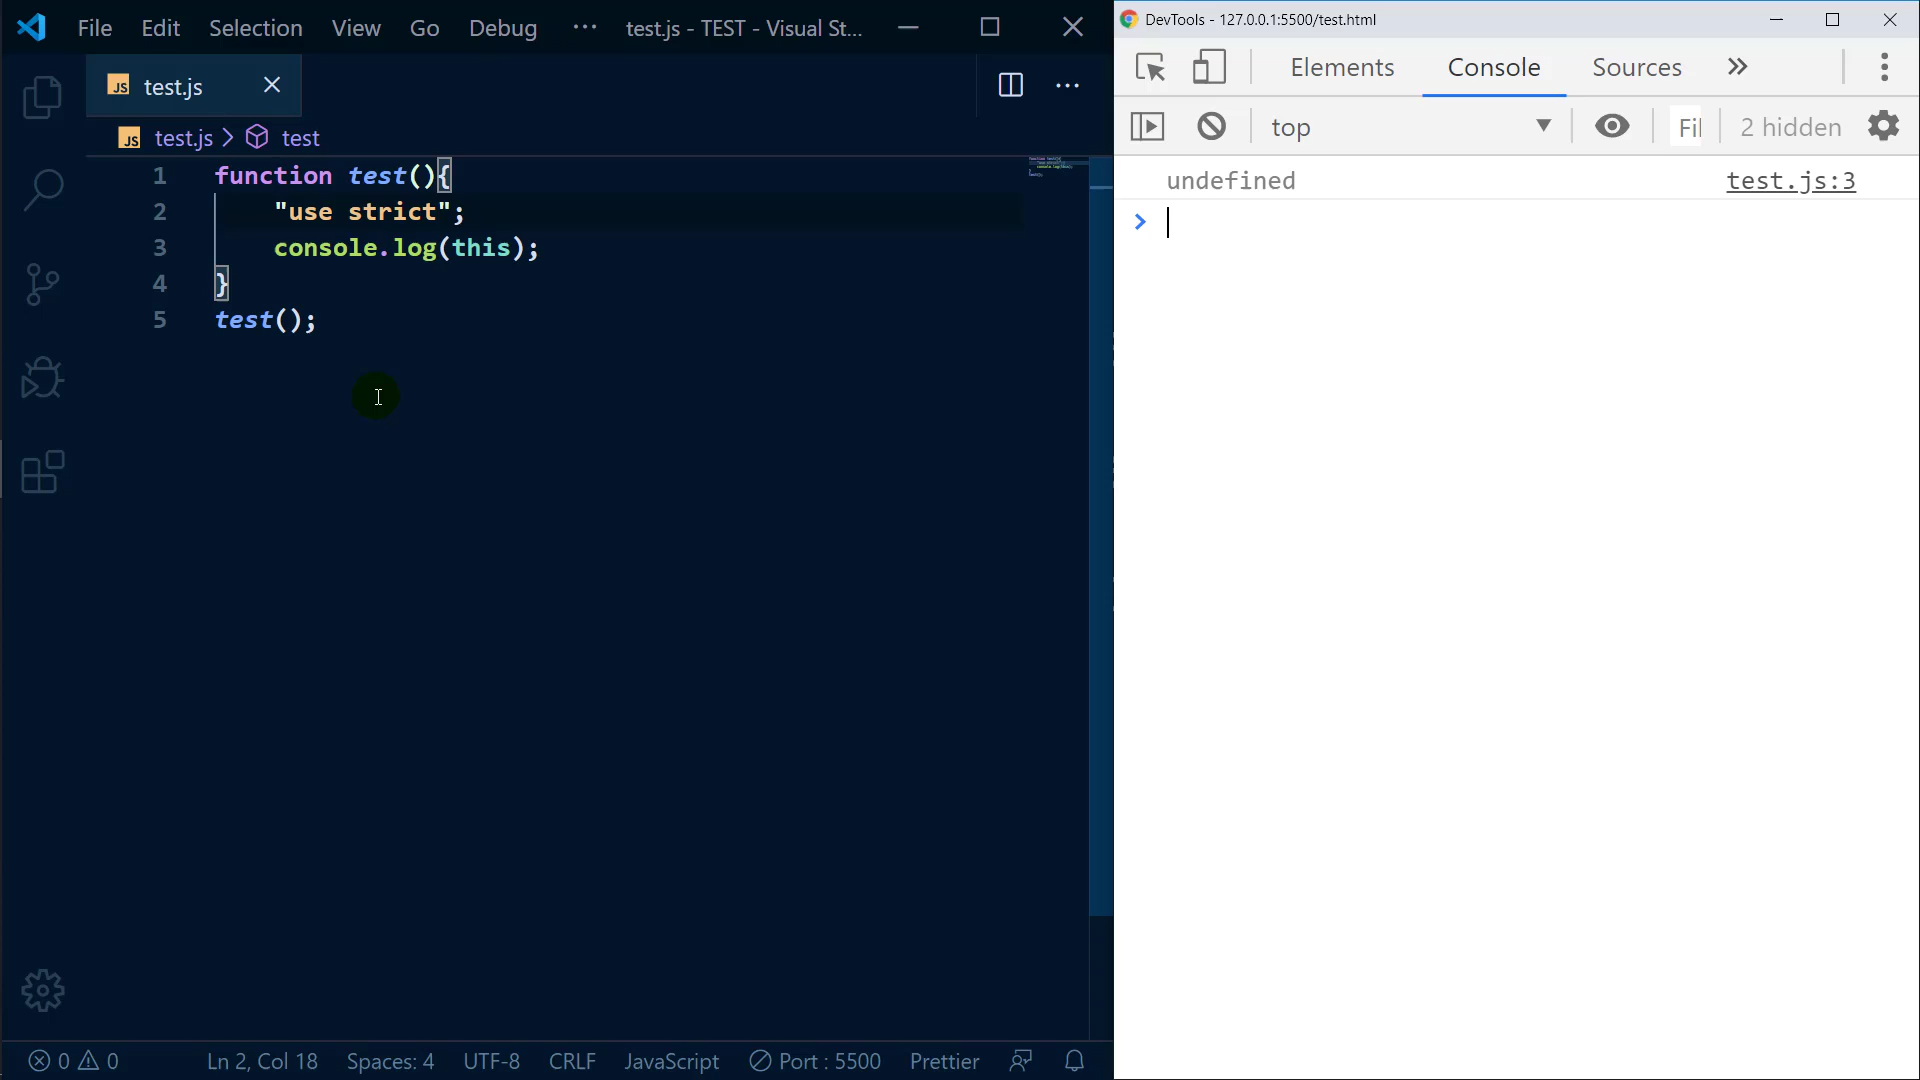 File Edit Selection View Go Debug ··· test.js - TEST - Visual St...
JS test.js
JS test.js > test
1 function test(){
2 "use strict";
3 console.log(this);
4 }
5 test();
0 0 Ln 2, Col 18 Spaces: 4 UTF-8 CRLF JavaScript Port : 5500 Prettier
DevTools - 127.0.0.1:5500/test.html
Elements Console Sources »
top Fil 2 hidden
undefined test.js:3
>